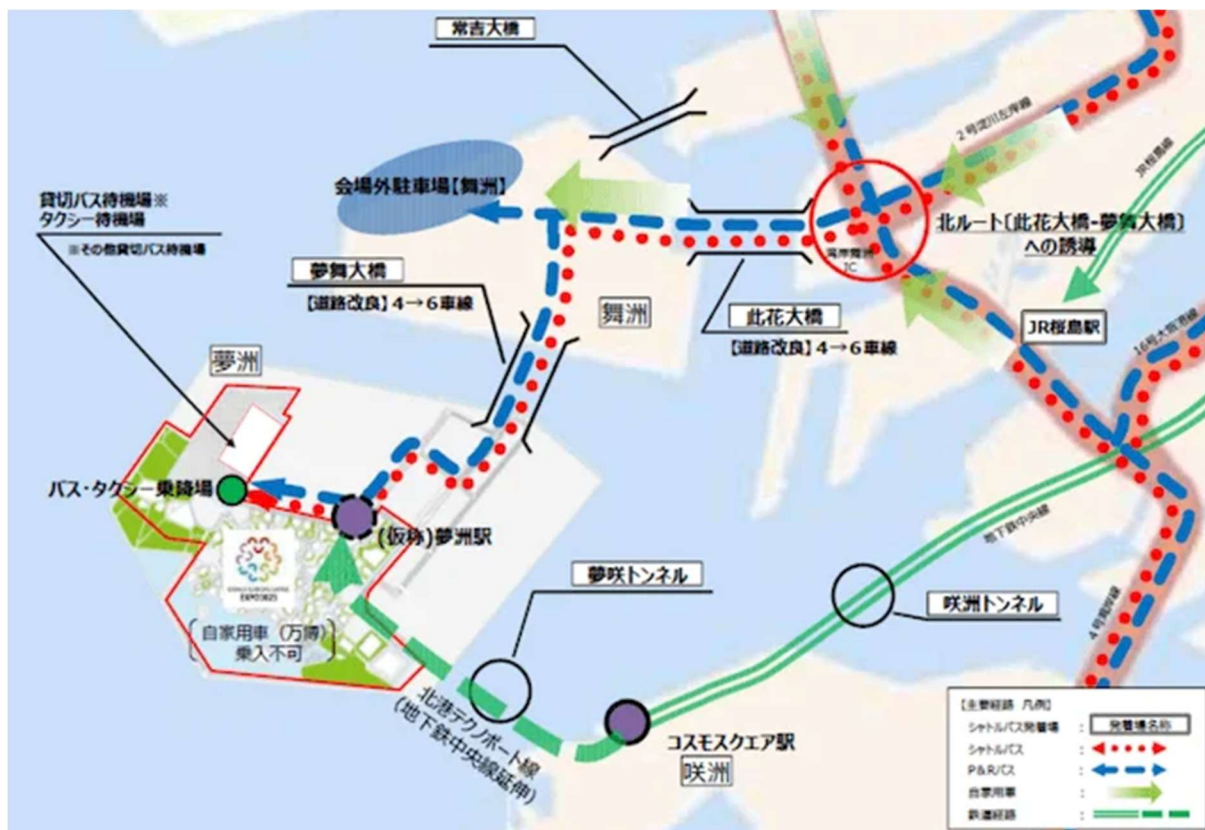 常吉大橋
2号淀川左岸線
JR桜島線
貸切バス待機場※
タクシー待機場
※その他貸切バス待機場
会場外駐車場【舞洲】
北ルート〔此花大橋-夢舞大橋〕
への誘導
湾岸舞洲
JC
夢舞大橋
【道路改良】4→6車線
舞洲
此花大橋
【道路改良】4→6車線
JR桜島駅
16号大阪港線
夢洲
バス・タクシー乗降場
(仮称)夢洲駅
地下鉄中央線
夢咲トンネル
咲洲トンネル
4号湾岸線
自家用車（万博）
乗入不可
北港テクノポート線
(地下鉄中央線延伸)
コスモスクエア駅
咲洲
【主要経路 凡例】
シャトルバス発着場 : 発着場名称
シャトルバス :
P&Rバス :
自家用車 :
鉄道経路 :